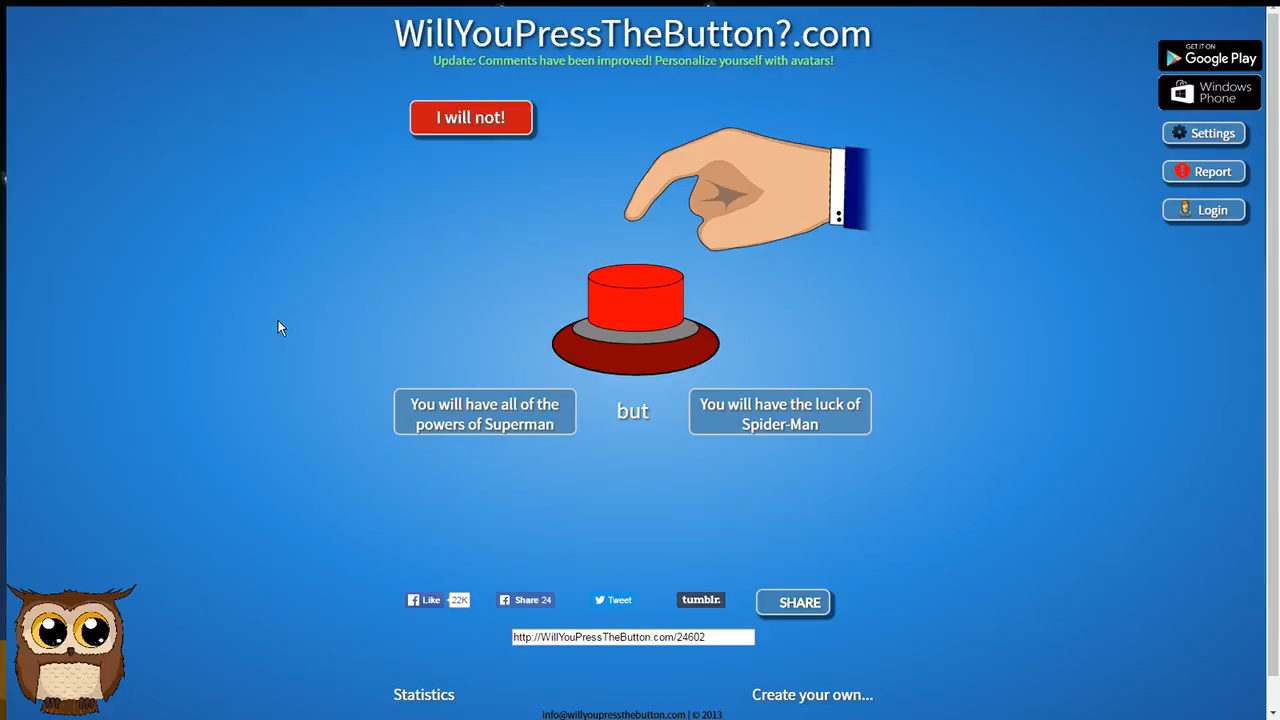 WillYouPressTheButton?.com
Update: Comments have been improved! Personalize yourself with avatars!
GET IT ON
Google Play
Windows
Phone
I will not!
Settings
Report
Login
You will have all of the
powers of Superman
but
You will have the luck of
Spider-Man
Like 22K
Share 24
Tweet
tumblr.
SHARE
http://WillYouPressTheButton.com/24602
Statistics
Create your own...
info@willyoupressthebutton.com | © 2013